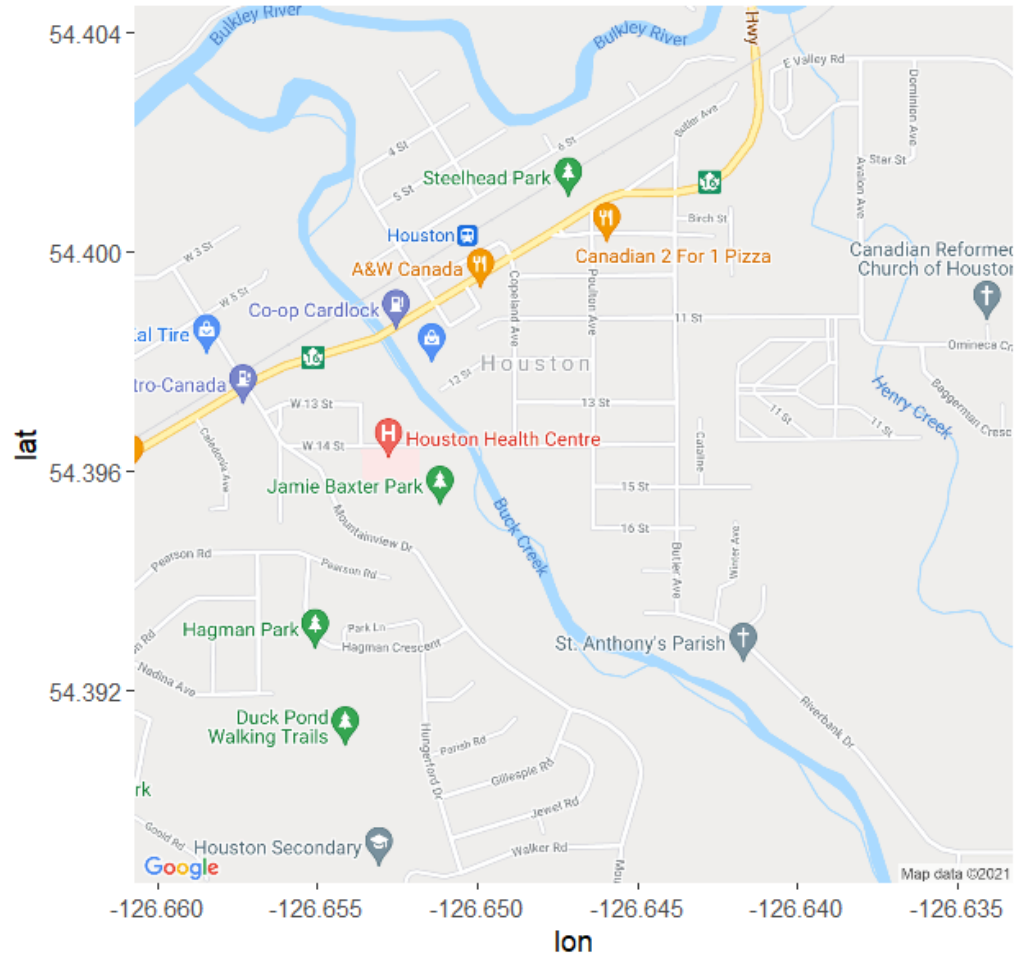 54.404
54.400
54.396
54.392
lat
-126.660
-126.655
-126.650
-126.645
-126.640
-126.635
lon
Bulkley River
Bulkley River
Hwy
E Valley Rd
Dominion Ave
Butler Ave
4 St
6 St
Star St
Avalon Ave
Steelhead Park
16
5 St
Birch St
Houston
W 3 St
Canadian 2 For 1 Pizza
Canadian Reformed
Church of Houston
A&W Canada
W 5 St
Copeland Ave
Poulton Ave
Co-op Cardlock
11 St
Kal Tire
16
Houston
Omineca Cr
tro-Canada
12 St
Henry Creek
Baggerman Cresc
W 13 St
13 St
11 St
11 St
Caledonia Ave
Houston Health Centre
W 14 St
Cataline
Jamie Baxter Park
15 St
Mountainview Dr
Buck Creek
16 St
Winter Ave
Pearson Rd
Pearson Rd
Butler Ave
Hagman Park
Park Ln
Hagman Crescent
St. Anthony's Parish
n Rd
Nadina Ave
Riverbank Dr
Duck Pond
Walking Trails
Hungerford Dr
Parish Rd
Gillespie Rd
rk
Jewel Rd
Goold Rd
Houston Secondary
Walker Rd
Mou
Google
Map data ©2021